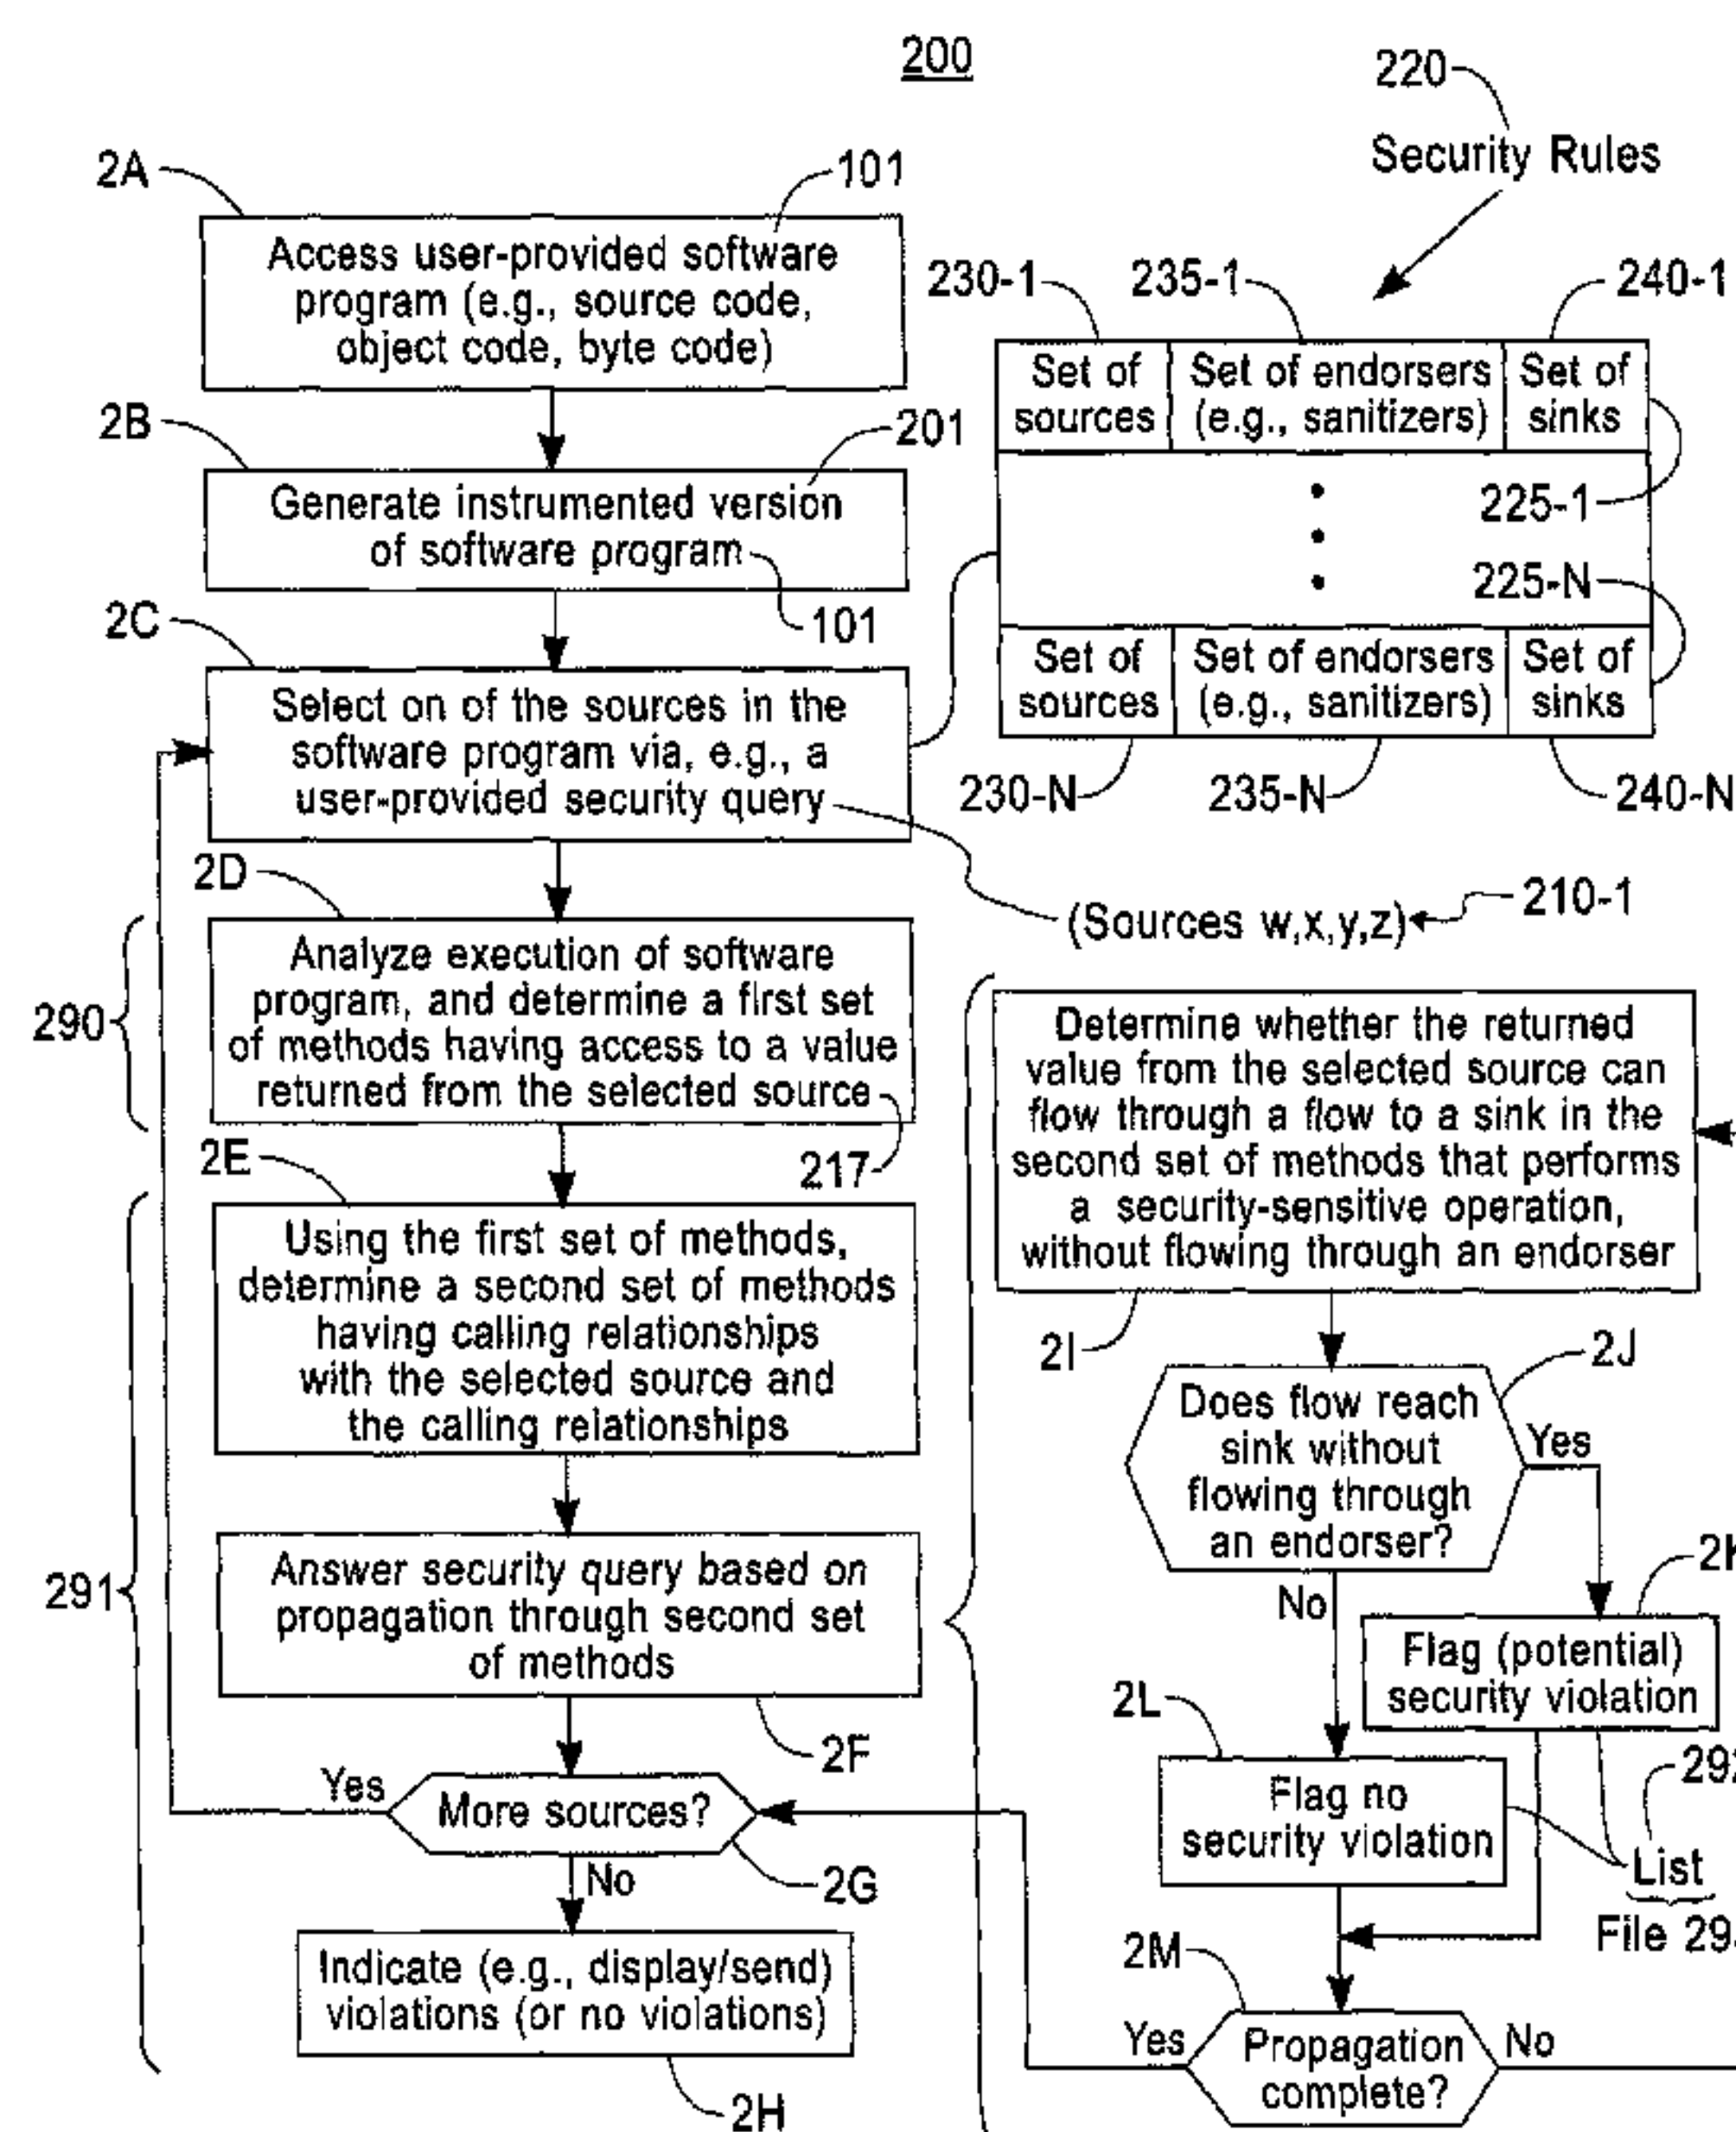 200
220
Security Rules
2A
101
Access user-provided software
program (e.g., source code,
object code, byte code)
2B
201
Generate instrumented version
of software program
101
2C
Select on of the sources in the
software program via, e.g., a
user-provided security query
230-1
235-1
240-1
Set of
sources
Set of endorsers
(e.g., sanitizers)
Set of
sinks
225-1
225-N
Set of
sources
Set of endorsers
(e.g., sanitizers)
Set of
sinks
230-N
235-N
240-N
(Sources w,x,y,z)
210-1
2D
290
Analyze execution of software
program, and determine a first set
of methods having access to a value
returned from the selected source
217
2E
291
Using the first set of methods,
determine a second set of methods
having calling relationships
with the selected source and
the calling relationships
Answer security query based on
propagation through second set
of methods
2F
Yes
More sources?
2G
No
Indicate (e.g., display/send)
violations (or no violations)
2H
Determine whether the returned
value from the selected source can
flow through a flow to a sink in the
second set of methods that performs
a security-sensitive operation,
without flowing through an endorser
2I
2J
Does flow reach
sink without
flowing through
an endorser?
Yes
No
Flag (potential)
security violation
2L
Flag no
security violation
List
File
2M
Yes
Propagation
complete?
No